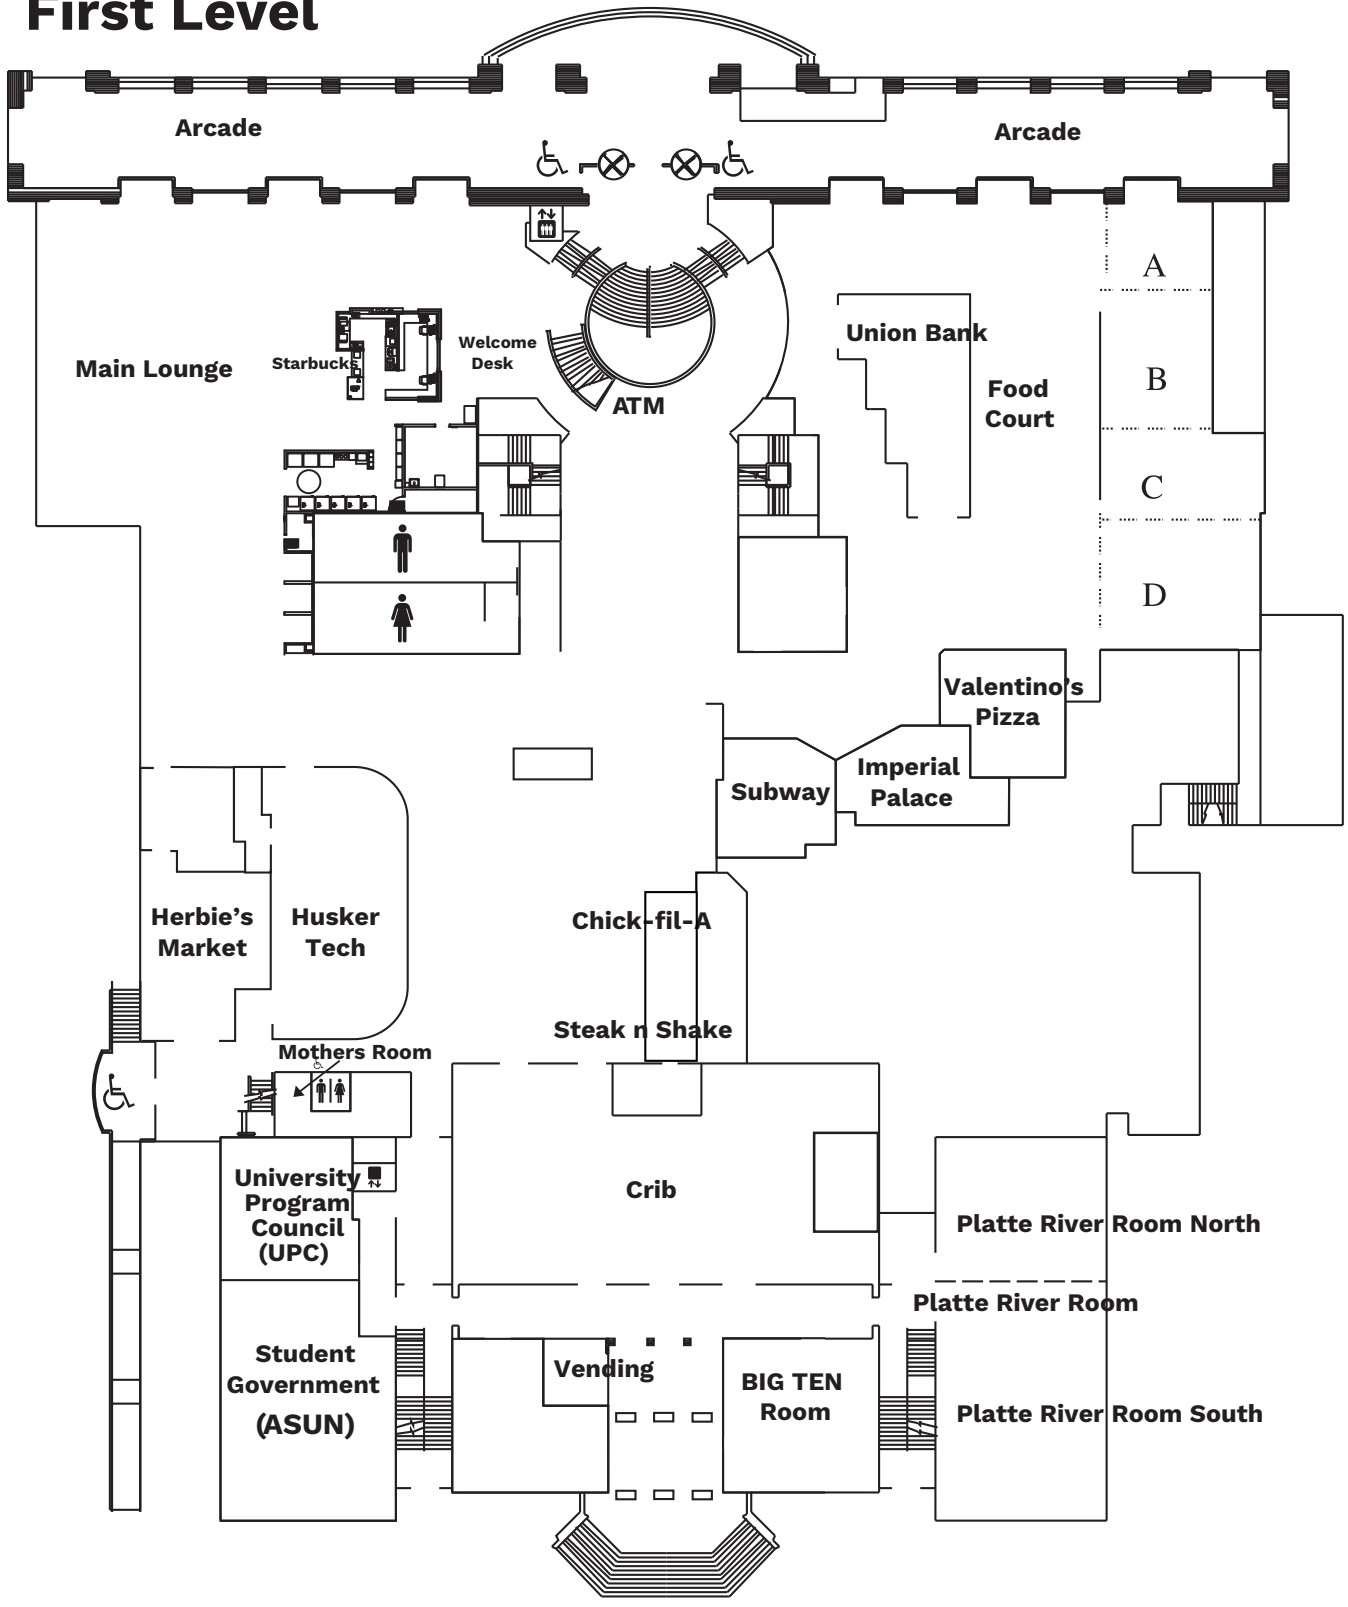 First Level
Arcade
Arcade
A
Union Bank
Welcome
Desk
Starbucks
Main Lounge
B
Food
Court
ATM
C
D
Valentino's
Pizza
Imperial
Palace
Subway
Herbie's
Market
Husker
Tech
Chick-fil-A
Steak n Shake
Mothers Room
University
Program
Council
(UPC)
Crib
Platte River Room North
Platte River Room
Student
Government
(ASUN)
Vending
BIG TEN
Room
Platte River Room South